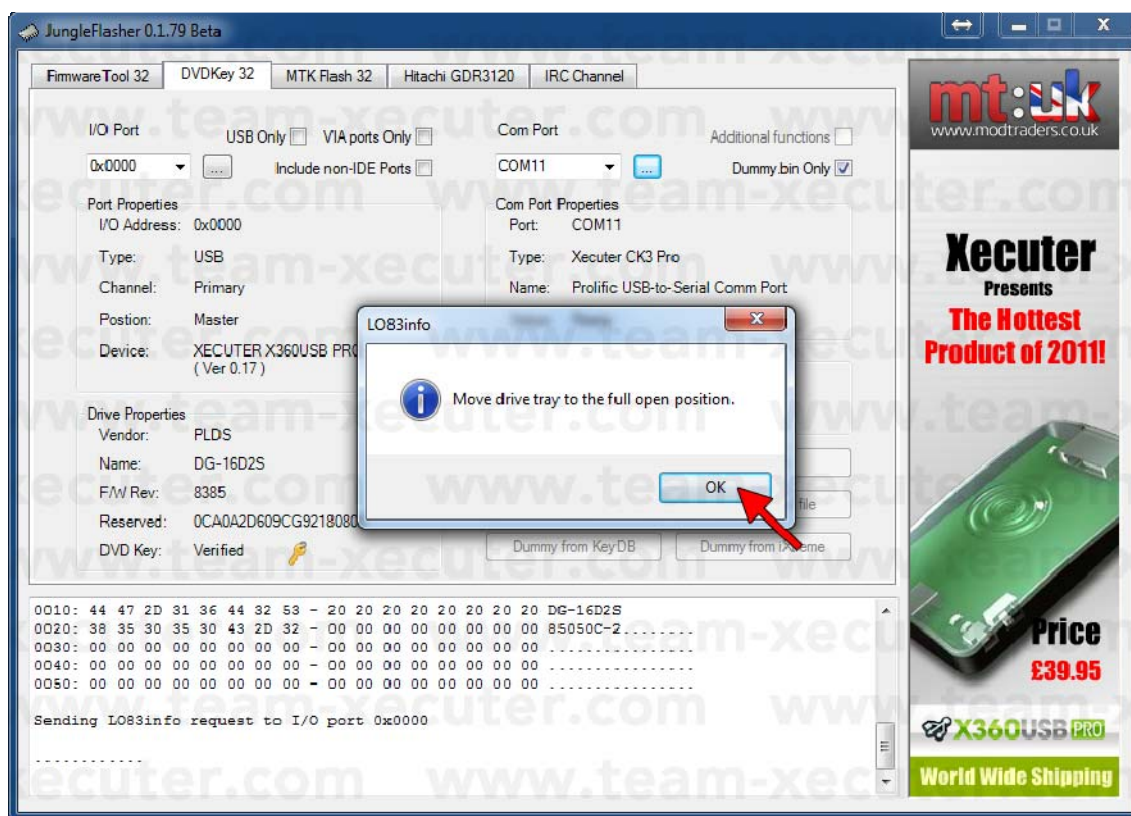 JungleFlasher 0.1.79 Beta
X
FirmwareTool 32 DVDKey 32 MTK Flash 32 Hitachi GDR3120 IRC Channel
I/O Port USB Only VIA ports Only Com Port Additional functions
0x0000 ... Include non-IDE Ports COM11 ... Dummy.bin Only
Port Properties Com Port Properties
I/O Address: 0x0000 Port: COM11
Type: USB Type: Xecuter CK3 Pro
Channel: Primary Name: Prolific USB-to-Serial Comm Port
Postion: Master
Device: XECUTER X360USB PRO
( Ver 0.17 )
LO83info
X
Move drive tray to the full open position.
OK
Drive Properties
Vendor: PLDS
Name: DG-16D2S
F/W Rev: 8385
file
Reserved: 0CA0A2D609CG9218080
DVD Key: Verified
Dummy from KeyDB Dummy from iXtreme
0010: 44 47 2D 31 36 44 32 53 - 20 20 20 20 20 20 20 20 DG-16D2S
0020: 38 35 30 35 30 43 2D 32 - 00 00 00 00 00 00 00 00 85050C-2........
0030: 00 00 00 00 00 00 00 00 - 00 00 00 00 00 00 00 00 ................
0040: 00 00 00 00 00 00 00 00 - 00 00 00 00 00 00 00 00 ................
0050: 00 00 00 00 00 00 00 00 - 00 00 00 00 00 00 00 00 ................
Sending LO83info request to I/O port 0x0000
............
mt:uk
www.modtraders.co.uk
Xecuter
Presents
The Hottest
Product of 2011!
Price
£39.95
X360USB PRO
World Wide Shipping
www.team-xecuter.com